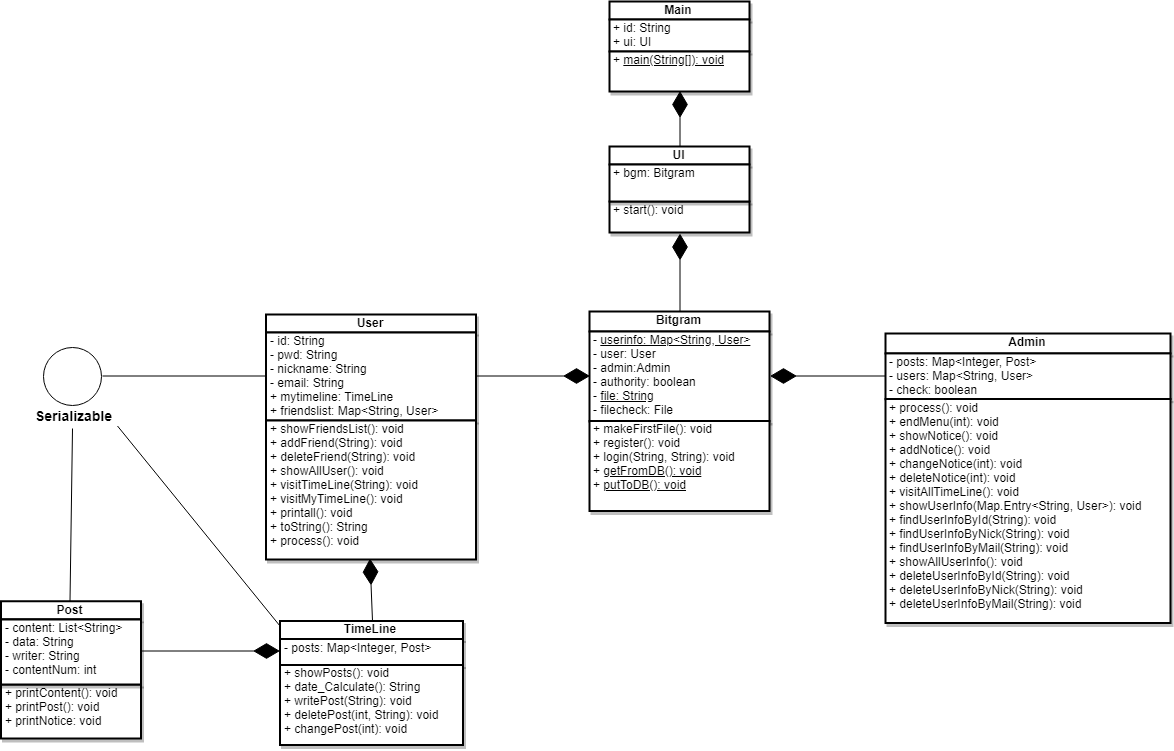 Main
+ id: String
+ ui: UI
+ main(String[]): void
UI
+ bgm: Bitgram
+ start(): void
Bitgram
- userinfo: Map<String, User>
- user: User
- admin:Admin
- authority: boolean
- file: String
- filecheck: File
+ makeFirstFile(): void
+ register(): void
+ login(String, String): void
+ getFromDB(): void
+ putToDB(): void
User
- id: String
- pwd: String
- nickname: String
- email: String
+ mytimeline: TimeLine
+ friendslist: Map<String, User>
+ showFriendsList(): void
+ addFriend(String): void
+ deleteFriend(String): void
+ showAllUser(): void
+ visitTimeLine(String): void
+ visitMyTimeLine(): void
+ printall(): void
+ toString(): String
+ process(): void
Admin
- posts: Map<Integer, Post>
- users: Map<String, User>
- check: boolean
+ process(): void
+ endMenu(int): void
+ showNotice(): void
+ addNotice(): void
+ changeNotice(int): void
+ deleteNotice(int): void
+ visitAllTimeLine(): void
+ showUserInfo(Map.Entry<String, User>): void
+ findUserInfoById(String): void
+ findUserInfoByNick(String): void
+ findUserInfoByMail(String): void
+ showAllUserInfo(): void
+ deleteUserInfoById(String): void
+ deleteUserInfoByNick(String): void
+ deleteUserInfoByMail(String): void
Serializable
Post
- content: List<String>
- data: String
- writer: String
- contentNum: int
+ printContent(): void
+ printPost(): void
+ printNotice: void
TimeLine
- posts: Map<Integer, Post>
+ showPosts(): void
+ date_Calculate(): String
+ writePost(String): void
+ deletePost(int, String): void
+ changePost(int): void